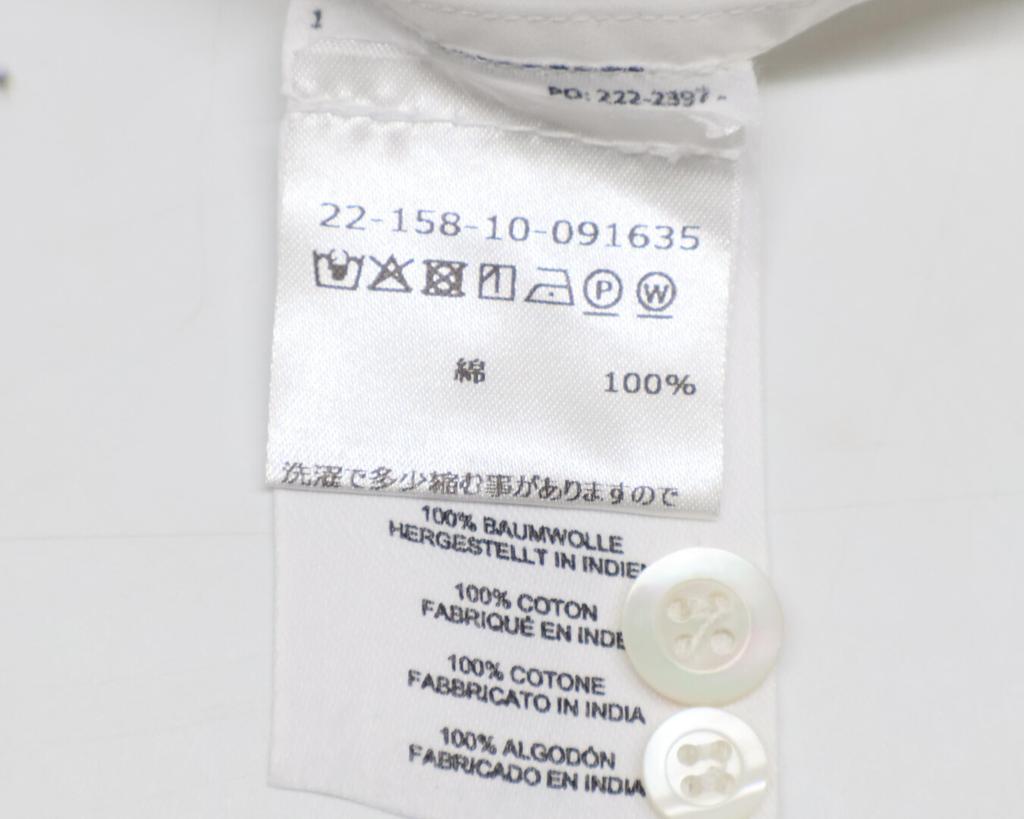 1
PO: 222-2397-
22-158-10-091635
P W
綿 100%
洗濯で多少縮む事がありますので
100% BAUMWOLLE
HERGESTELLT IN INDIEN
100% COTON
FABRIQUÉ EN INDE
100% COTONE
FABBRICATO IN INDIA
100% ALGODÓN
FABRICADO EN INDIA